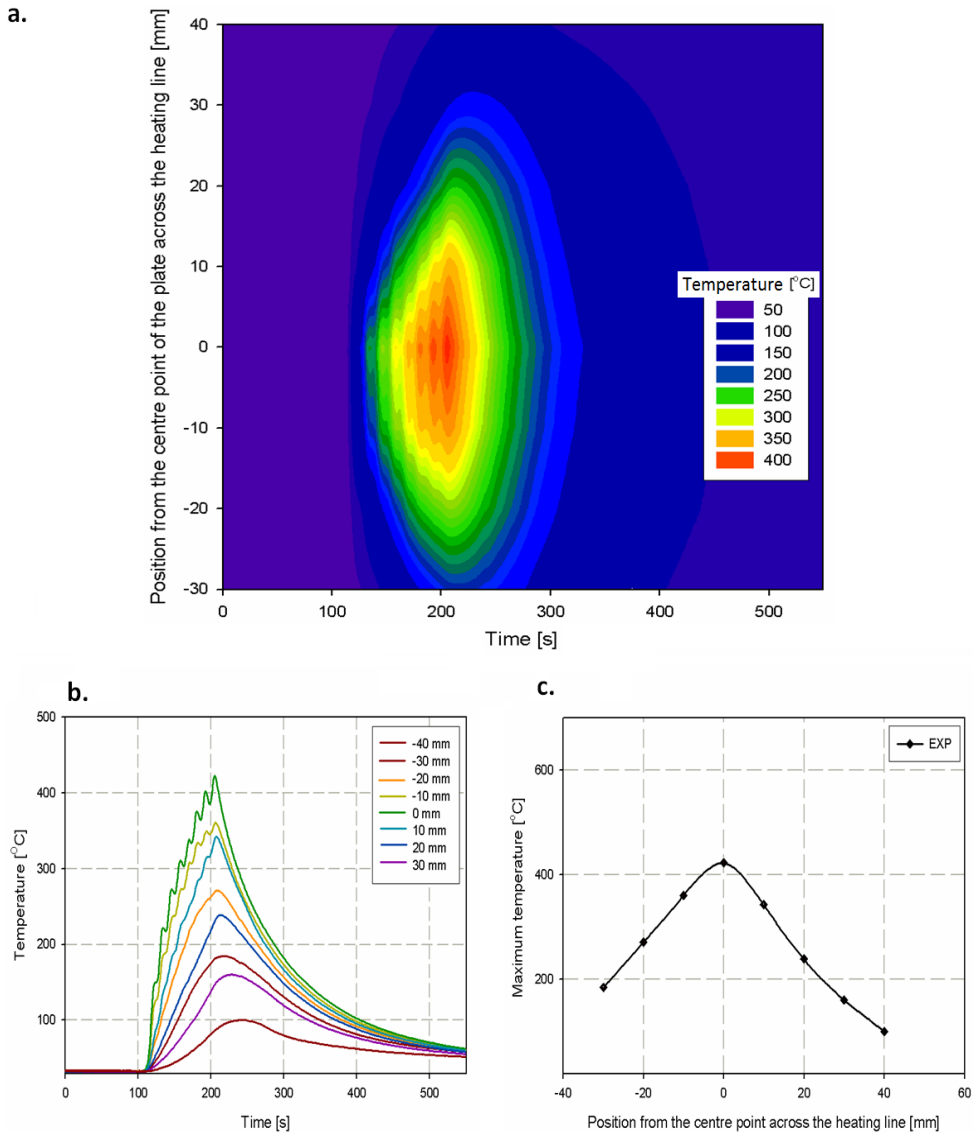 a.
Position from the centre point of the plate across the heating line [mm]
40
30
20
10
0
-10
-20
-30
0
100
200
300
400
500
Time [s]
Temperature [°C]
50
100
150
200
250
300
350
400
b.
Temperature [°C]
500
400
300
200
100
0
100
200
300
400
500
Time [s]
-40 mm
-30 mm
-20 mm
-10 mm
0 mm
10 mm
20 mm
30 mm
c.
Maximum temperature [°C]
600
400
200
-40
-20
0
20
40
60
Position from the centre point across the heating line [mm]
EXP